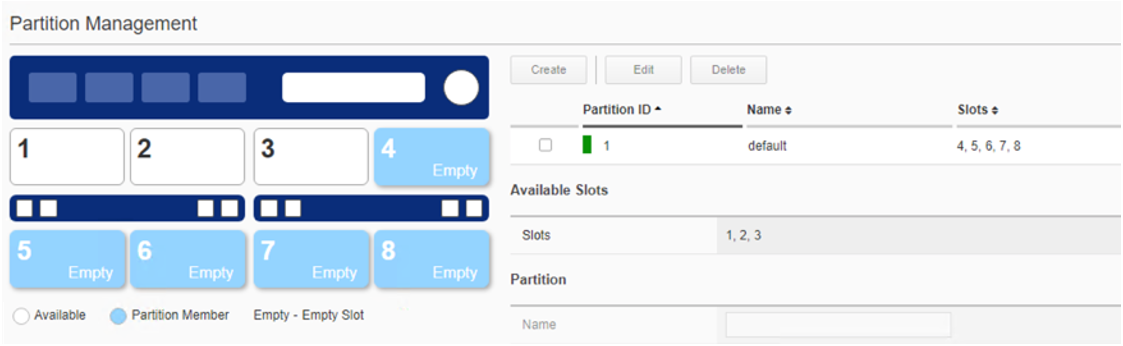 Partition Management
Create Edit Delete
Partition ID Name Slots
1 default 4, 5, 6, 7, 8
1 2 3 4 Empty
5 Empty 6 Empty 7 Empty 8 Empty
Available Partition Member Empty - Empty Slot
Available Slots
Slots 1, 2, 3
Partition
Name